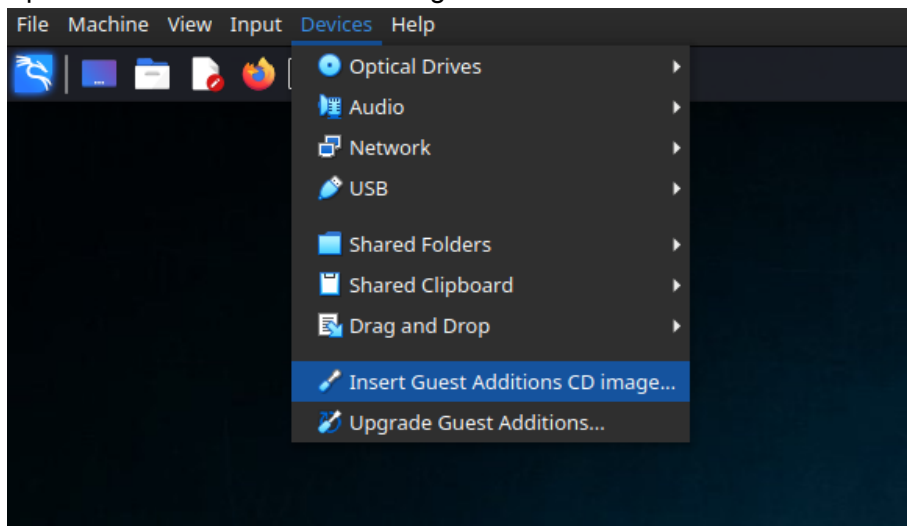 File Machine View Input Devices Help
Optical Drives
Audio
Network
USB
Shared Folders
Shared Clipboard
Drag and Drop
Insert Guest Additions CD image...
Upgrade Guest Additions...